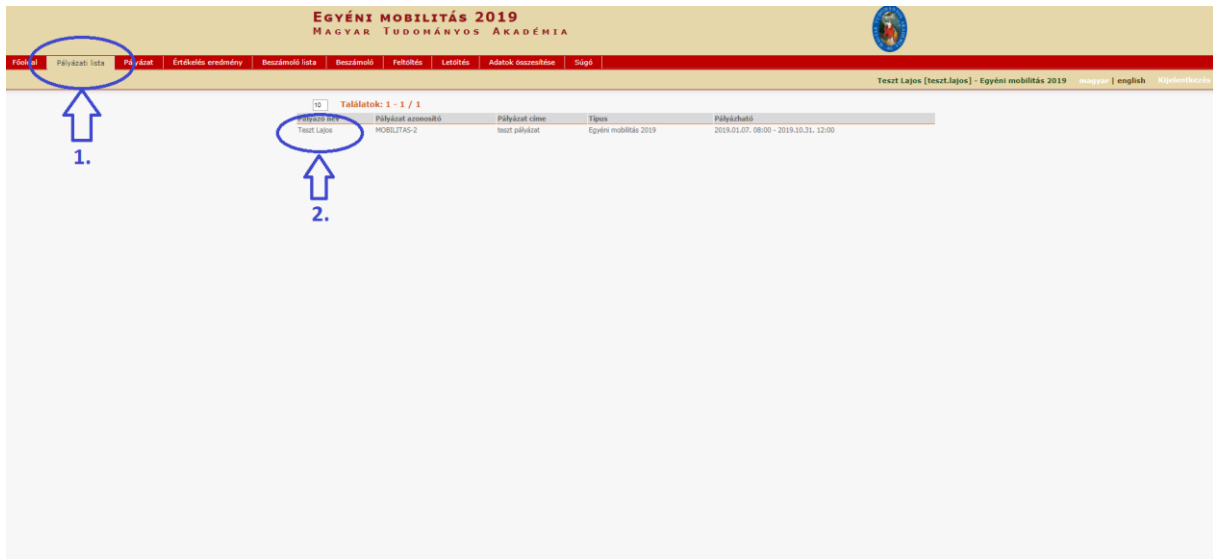 EGYÉNI MOBILITÁS 2019
MAGYAR TUDOMÁNYOS AKADÉMIA
Főoldal Pályázati lista Pályázat Értékelés eredmény Beszámoló lista Beszámoló Feltöltés Letöltés Adatok összesítése Súgó
Teszt Lajos [teszt.lajos] - Egyéni mobilitás 2019 magyar | english Kijelentkezés
10 Találatok: 1 - 1 / 1
Pályázó név Pályázat azonosító Pályázat címe Típus Pályázható
Teszt Lajos MOBILITAS-2 teszt pályázat Egyéni mobilitás 2019 2019.01.07. 08:00 - 2019.10.31. 12:00
1.
2.